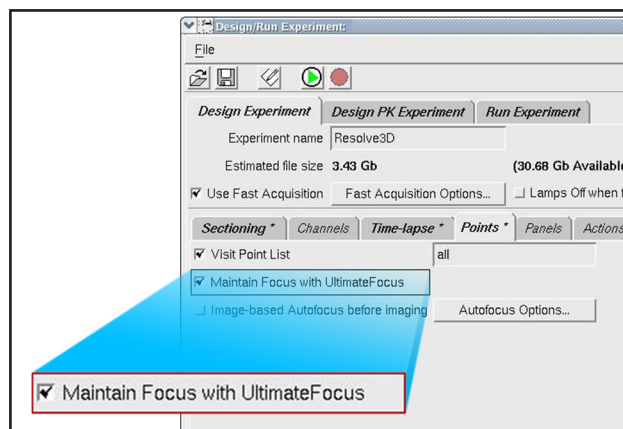 Design/Run Experiment:
File
Design Experiment Design PK Experiment Run Experiment
Experiment name Resolve3D
Estimated file size 3.43 Gb (30.68 Gb Available
Use Fast Acquisition Fast Acquisition Options... Lamps Off when
Sectioning * Channels Time-lapse * Points * Panels Actions
Visit Point List all
Maintain Focus with UltimateFocus
Image-based Autofocus before imaging Autofocus Options...
Maintain Focus with UltimateFocus